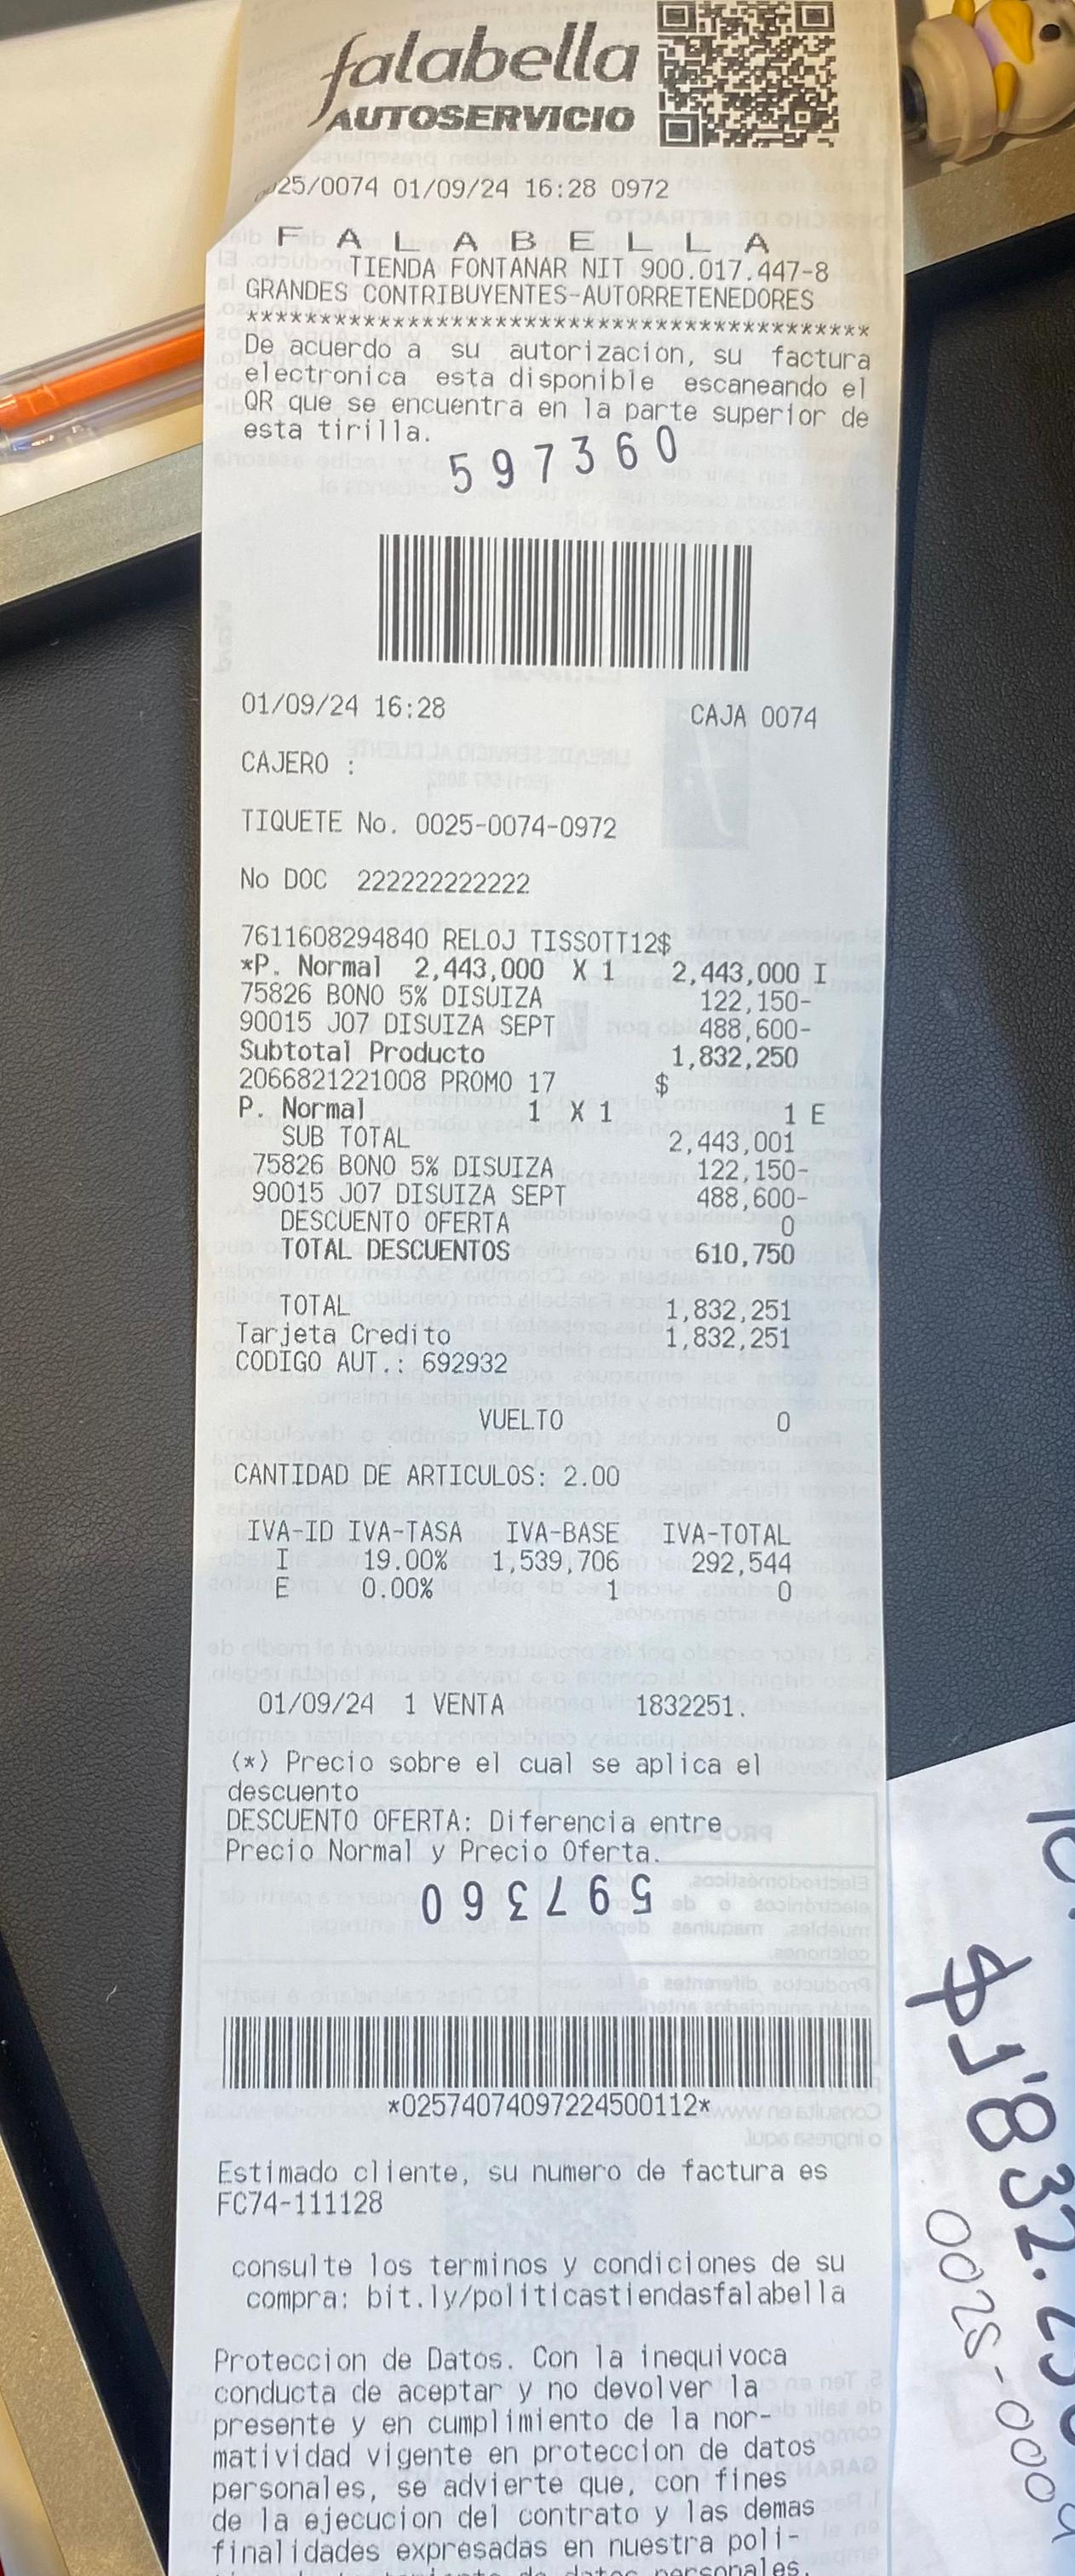 falabella
AUTOSERVICIO
025/0074 01/09/24 16:28 0972
F A L A B E L L A
TIENDA FONTANAR NIT 900.017.447-8
GRANDES CONTRIBUYENTES-AUTORRETENEDORES
******************************************
De acuerdo a su autorizacion, su factura
electronica esta disponible escaneando el
QR que se encuentra en la parte superior de
esta tirilla.
597360
01/09/24 16:28 CAJA 0074
CAJERO :
TIQUETE No. 0025-0074-0972
No DOC 222222222222
7611608294840 RELOJ TISSOTT12$
*P. Normal 2,443,000 X 1 2,443,000 I
75826 BONO 5% DISUIZA 122,150-
90015 J07 DISUIZA SEPT 488,600-
Subtotal Producto 1,832,250
2066821221008 PROMO 17 $
P. Normal 1 X 1 1 E
SUB TOTAL 2,443,001
75826 BONO 5% DISUIZA 122,150-
90015 J07 DISUIZA SEPT 488,600-
DESCUENTO OFERTA 0
TOTAL DESCUENTOS 610,750
TOTAL 1,832,251
Tarjeta Credito 1,832,251
CODIGO AUT.: 692932
VUELTO 0
CANTIDAD DE ARTICULOS: 2.00
IVA-ID IVA-TASA IVA-BASE IVA-TOTAL
I 19.00% 1,539,706 292,544
E 0.00% 1 0
01/09/24 1 VENTA 1832251.
(*) Precio sobre el cual se aplica el
descuento
DESCUENTO OFERTA: Diferencia entre
Precio Normal y Precio Oferta.
597360
*02574074097224500112*
Estimado cliente, su numero de factura es
FC74-111128
consulte los terminos y condiciones de su
compra: bit.ly/politicastiendasfalabella
Proteccion de Datos. Con la inequivoca
conducta de aceptar y no devolver la
presente y en cumplimiento de la nor-
matividad vigente en proteccion de datos
personales, se advierte que, con fines
de la ejecucion del contrato y las demas
finalidades expresadas en nuestra poli-
de datos personales.
$1'832.25
0025-000